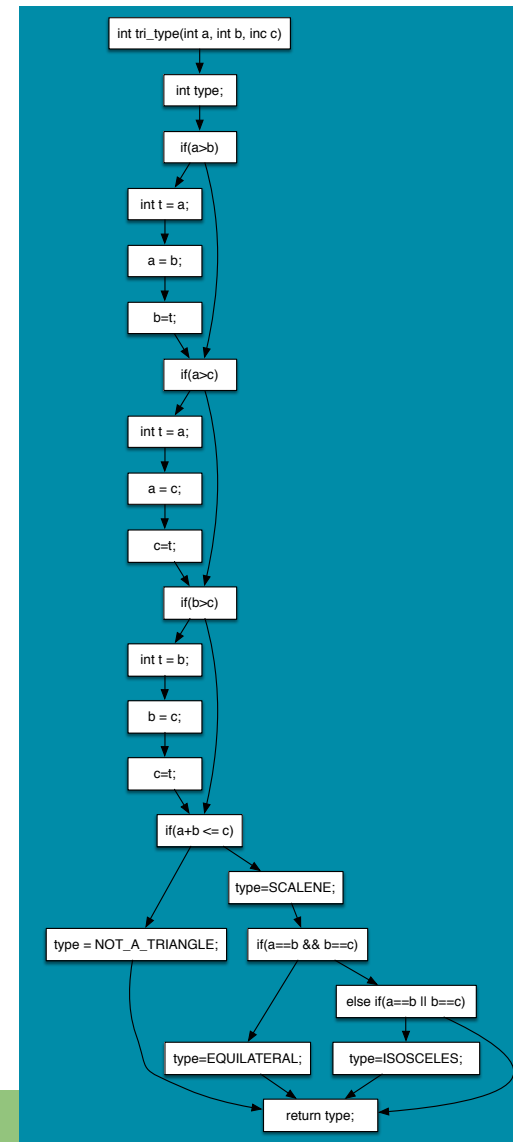 int tri_type(int a, int b, inc c)
int type;
if(a>b)
int t = a;
a = b;
b=t;
if(a>c)
int t = a;
a = c;
c=t;
if(b>c)
int t = b;
b = c;
c=t;
if(a+b <= c)
type=SCALENE;
type = NOT_A_TRIANGLE;
if(a==b && b==c)
else if(a==b || b==c)
type=EQUILATERAL;
type=ISOSCELES;
return type;